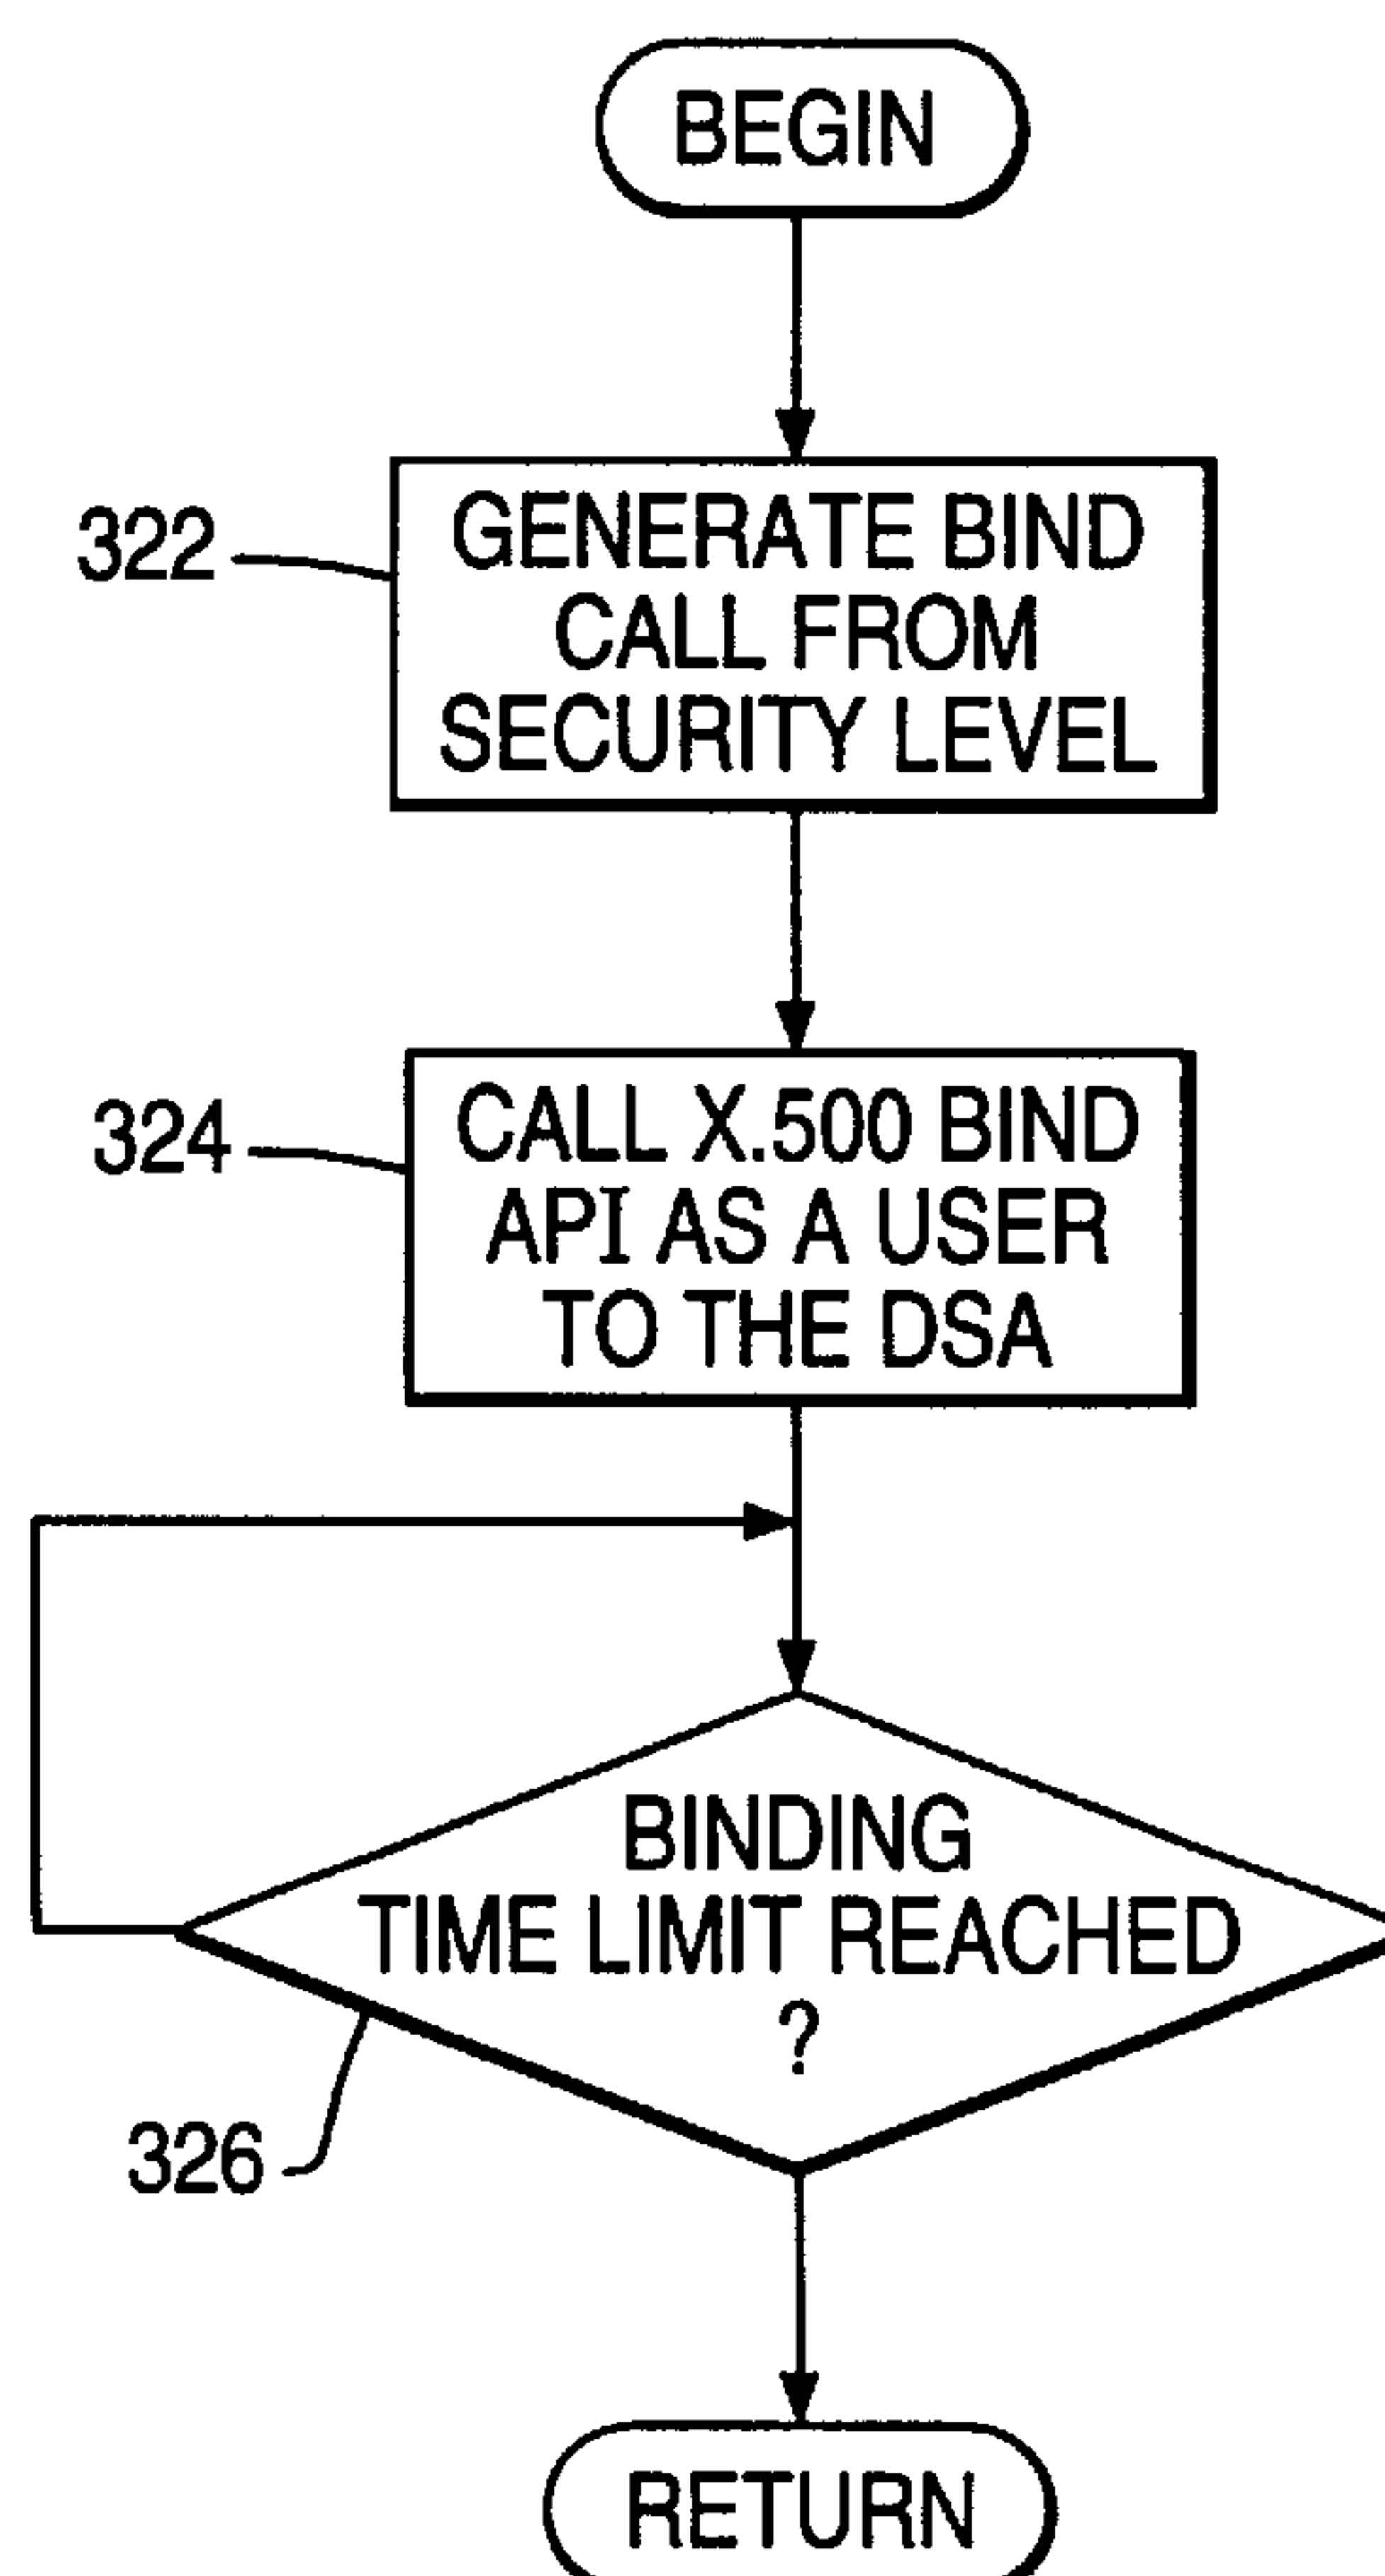 BEGIN
322
GENERATE BIND
CALL FROM
SECURITY LEVEL
324
CALL X.500 BIND
API AS A USER
TO THE DSA
BINDING
TIME LIMIT REACHED
?
326
RETURN